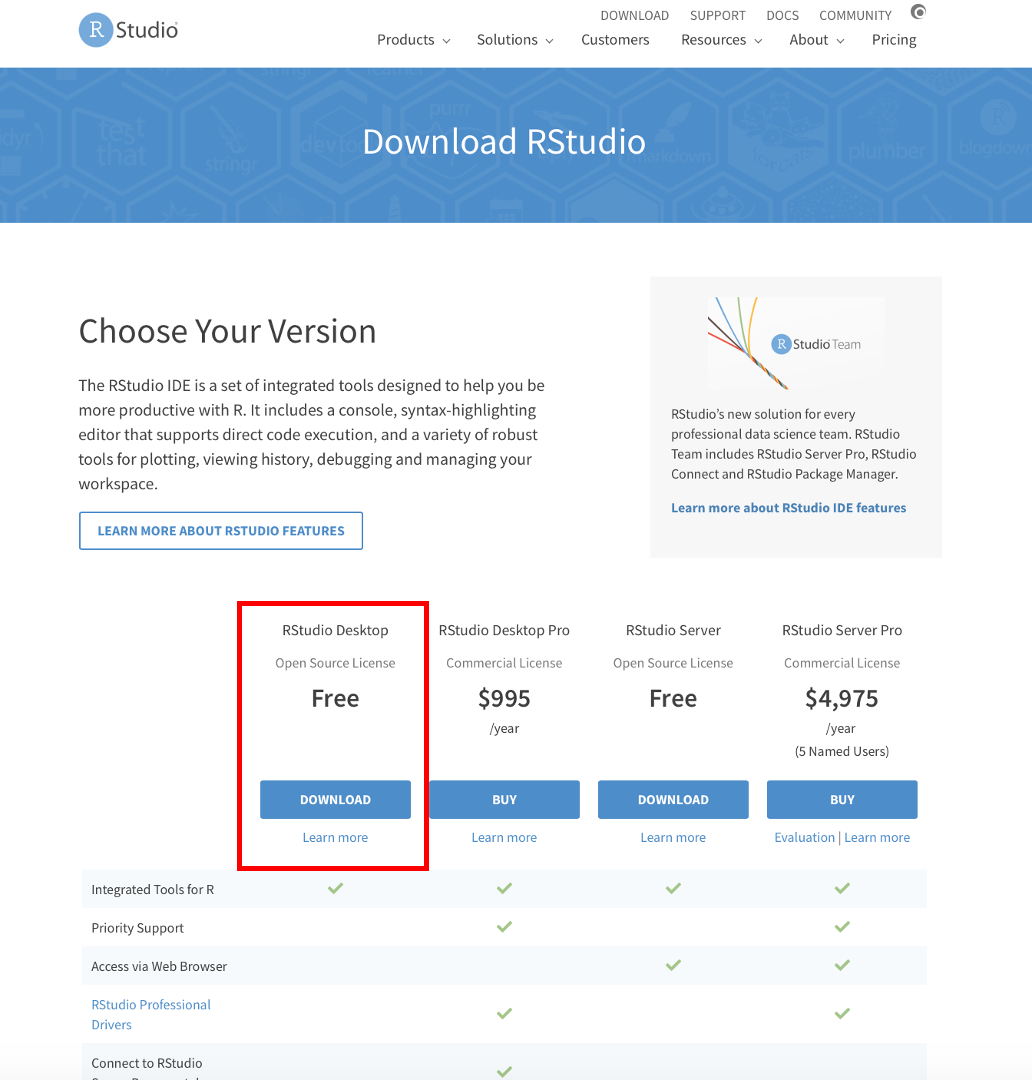 R Studio
DOWNLOAD SUPPORT DOCS COMMUNITY
Products Solutions Customers Resources About Pricing
test
that
stringr
purrr
plumber
Download RStudio
Choose Your Version
The RStudio IDE is a set of integrated tools designed to help you be
more productive with R. It includes a console, syntax-highlighting
editor that supports direct code execution, and a variety of robust
tools for plotting, viewing history, debugging and managing your
workspace.
LEARN MORE ABOUT RSTUDIO FEATURES
R Studio Team
RStudio’s new solution for every
professional data science team. RStudio
Team includes RStudio Server Pro, RStudio
Connect and RStudio Package Manager.
Learn more about RStudio IDE features
RStudio Desktop RStudio Desktop Pro RStudio Server RStudio Server Pro
Open Source License Commercial License Open Source License Commercial License
Free $995 Free $4,975
/year /year
(5 Named Users)
DOWNLOAD BUY DOWNLOAD BUY
Learn more Learn more Learn more Evaluation | Learn more
Integrated Tools for R
Priority Support
Access via Web Browser
RStudio Professional
Drivers
Connect to RStudio